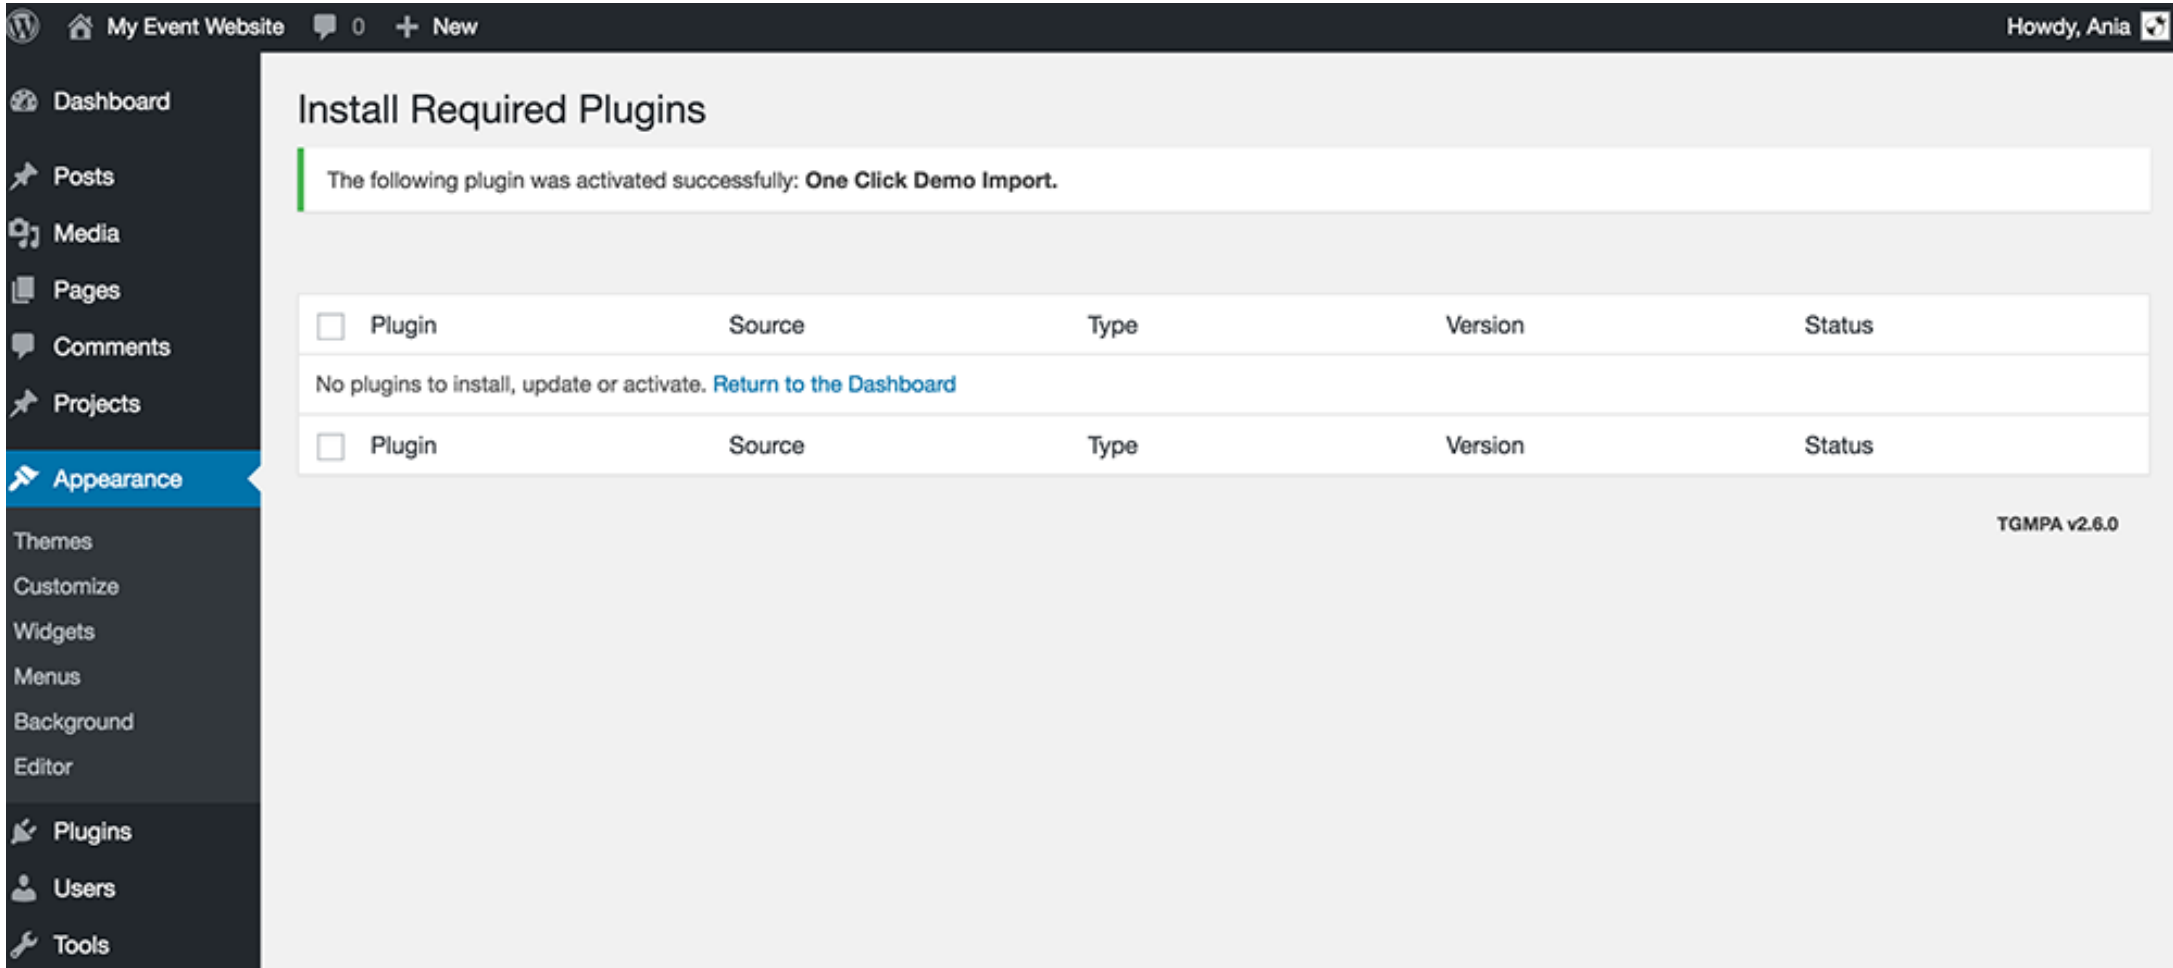 My Event Website 0 New Howdy, Ania
Dashboard
Posts
Media
Pages
Comments
Projects
Appearance
Themes
Customize
Widgets
Menus
Background
Editor
Plugins
Users
Tools
Install Required Plugins
The following plugin was activated successfully: One Click Demo Import.
Plugin Source Type Version Status
No plugins to install, update or activate. Return to the Dashboard
Plugin Source Type Version Status
TGMPA v2.6.0